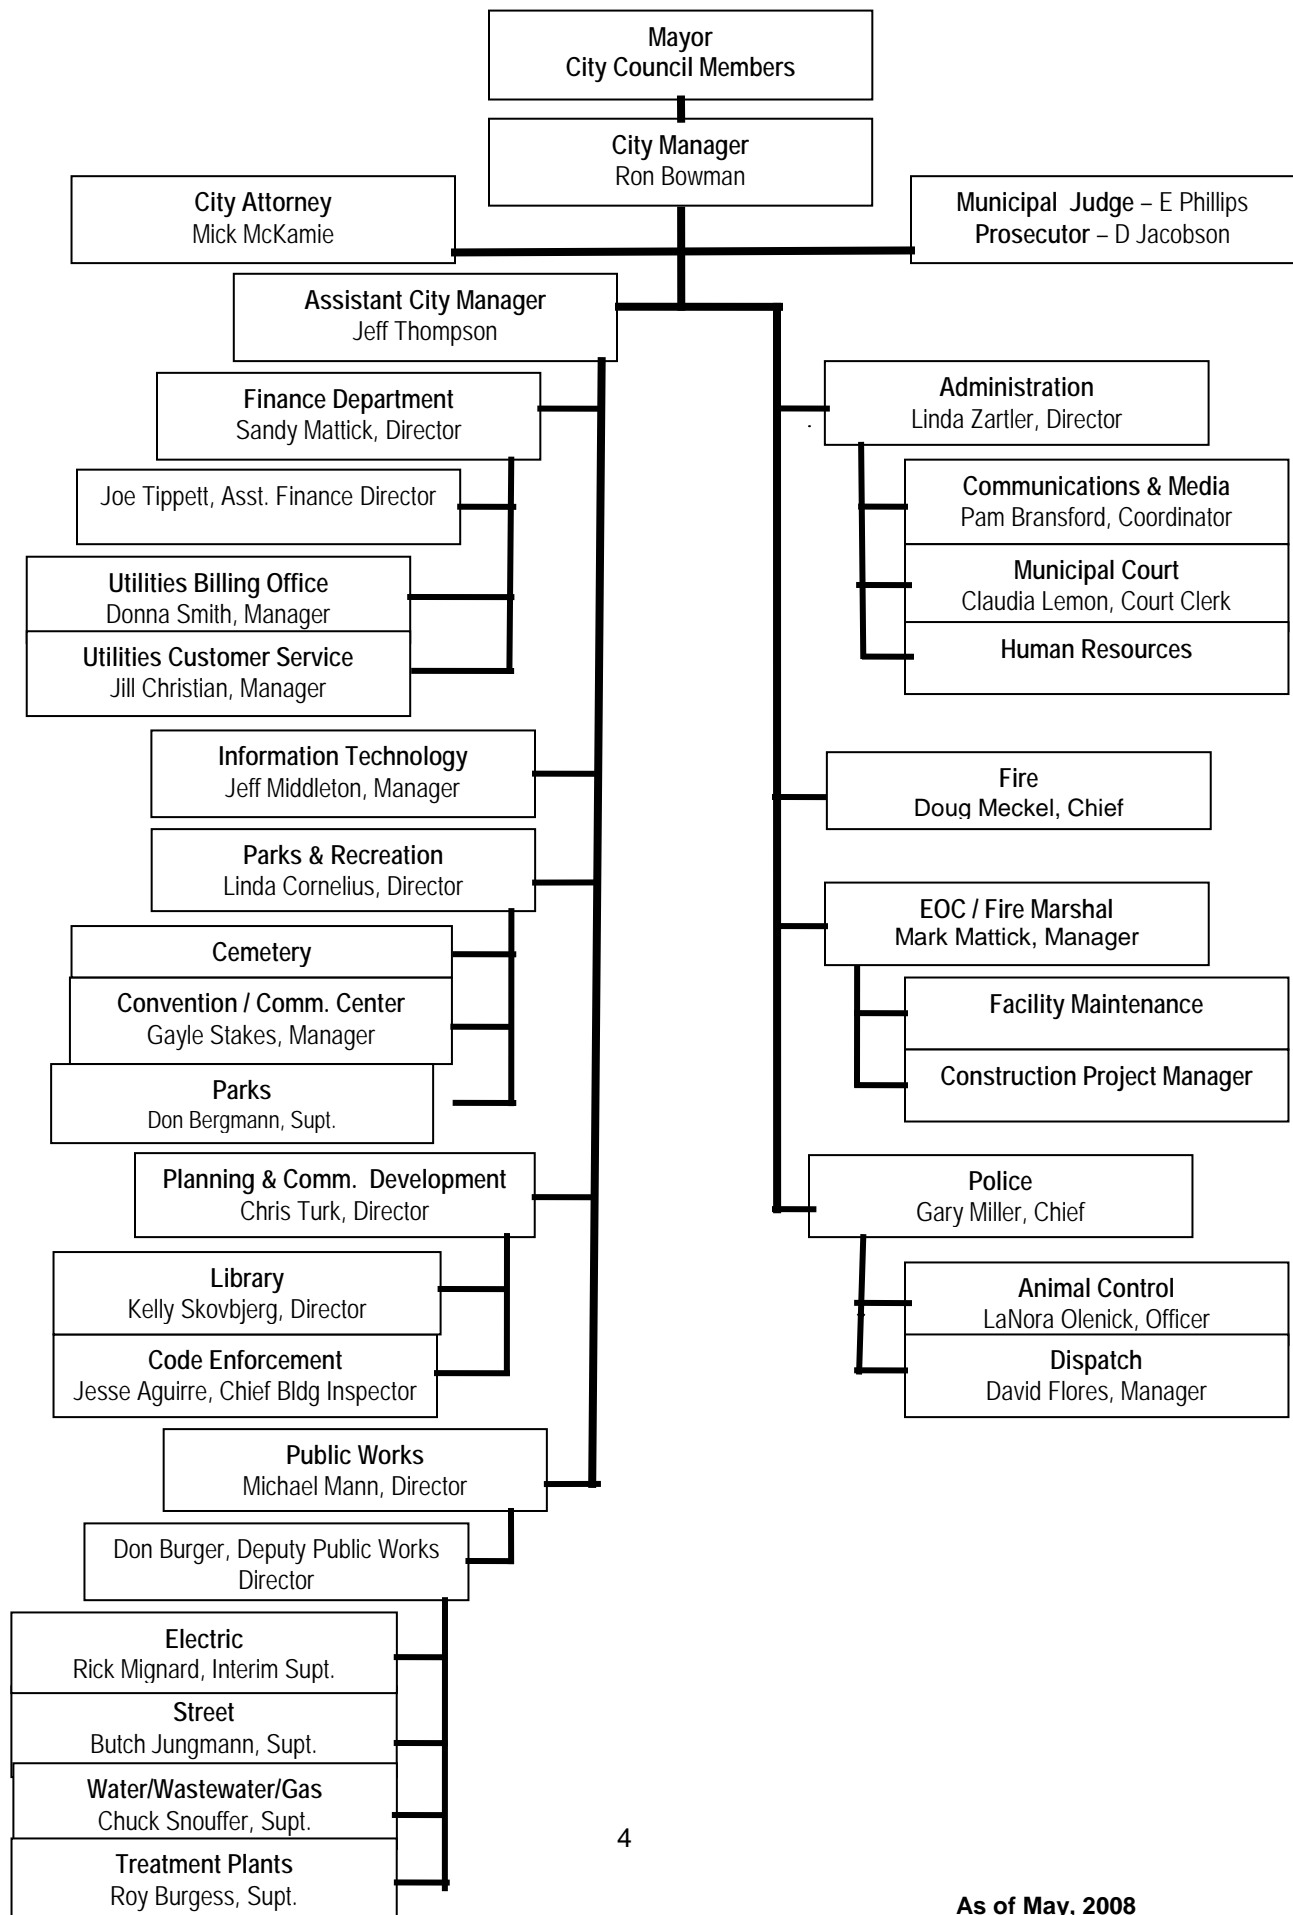 Mayor
City Council Members
City Manager
Ron Bowman
City Attorney
Mick McKamie
Municipal Judge – E Phillips
Prosecutor – D Jacobson
Assistant City Manager
Jeff Thompson
Finance Department
Sandy Mattick, Director
Joe Tippett, Asst. Finance Director
Utilities Billing Office
Donna Smith, Manager
Utilities Customer Service
Jill Christian, Manager
Information Technology
Jeff Middleton, Manager
Parks & Recreation
Linda Cornelius, Director
Cemetery
Convention / Comm. Center
Gayle Stakes, Manager
Parks
Don Bergmann, Supt.
Planning & Comm. Development
Chris Turk, Director
Library
Kelly Skovbjerg, Director
Code Enforcement
Jesse Aguirre, Chief Bldg Inspector
Public Works
Michael Mann, Director
Don Burger, Deputy Public Works
Director
Electric
Rick Mignard, Interim Supt.
Street
Butch Jungmann, Supt.
Water/Wastewater/Gas
Chuck Snouffer, Supt.
Treatment Plants
Roy Burgess, Supt.
Administration
Linda Zartler, Director
Communications & Media
Pam Bransford, Coordinator
Municipal Court
Claudia Lemon, Court Clerk
Human Resources
Fire
Doug Meckel, Chief
EOC / Fire Marshal
Mark Mattick, Manager
Facility Maintenance
Construction Project Manager
Police
Gary Miller, Chief
Animal Control
LaNora Olenick, Officer
Dispatch
David Flores, Manager
4
As of May, 2008